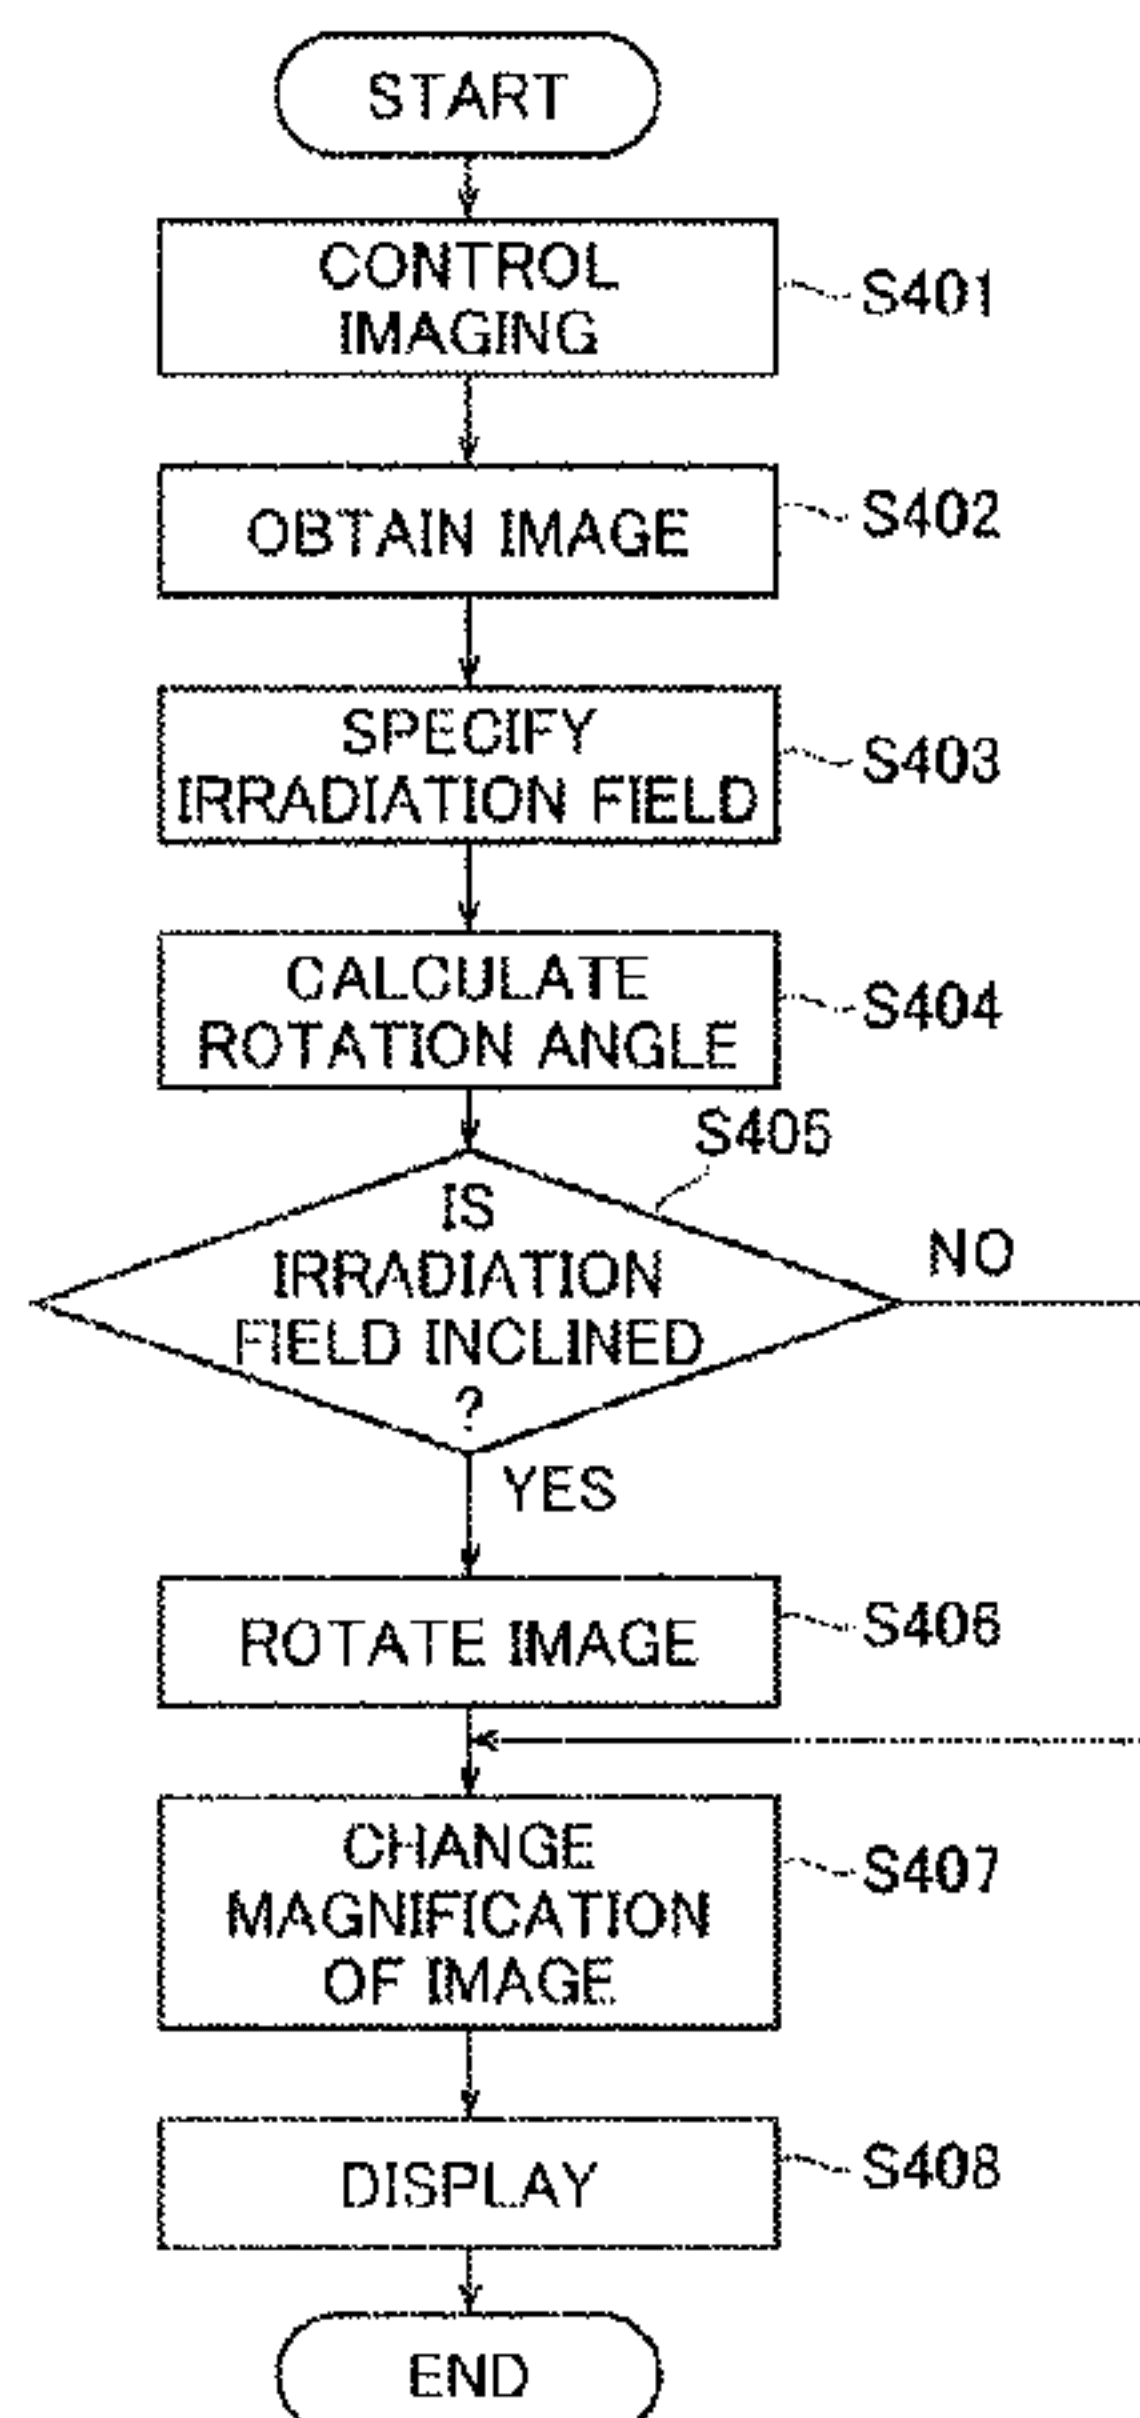 START
CONTROL
IMAGING
S401
OBTAIN IMAGE
S402
SPECIFY
IRRADIATION FIELD
S403
CALCULATE
ROTATION ANGLE
S404
S405
IS
IRRADIATION
FIELD INCLINED
?
NO
YES
ROTATE IMAGE
S406
CHANGE
MAGNIFICATION
OF IMAGE
S407
DISPLAY
S408
END